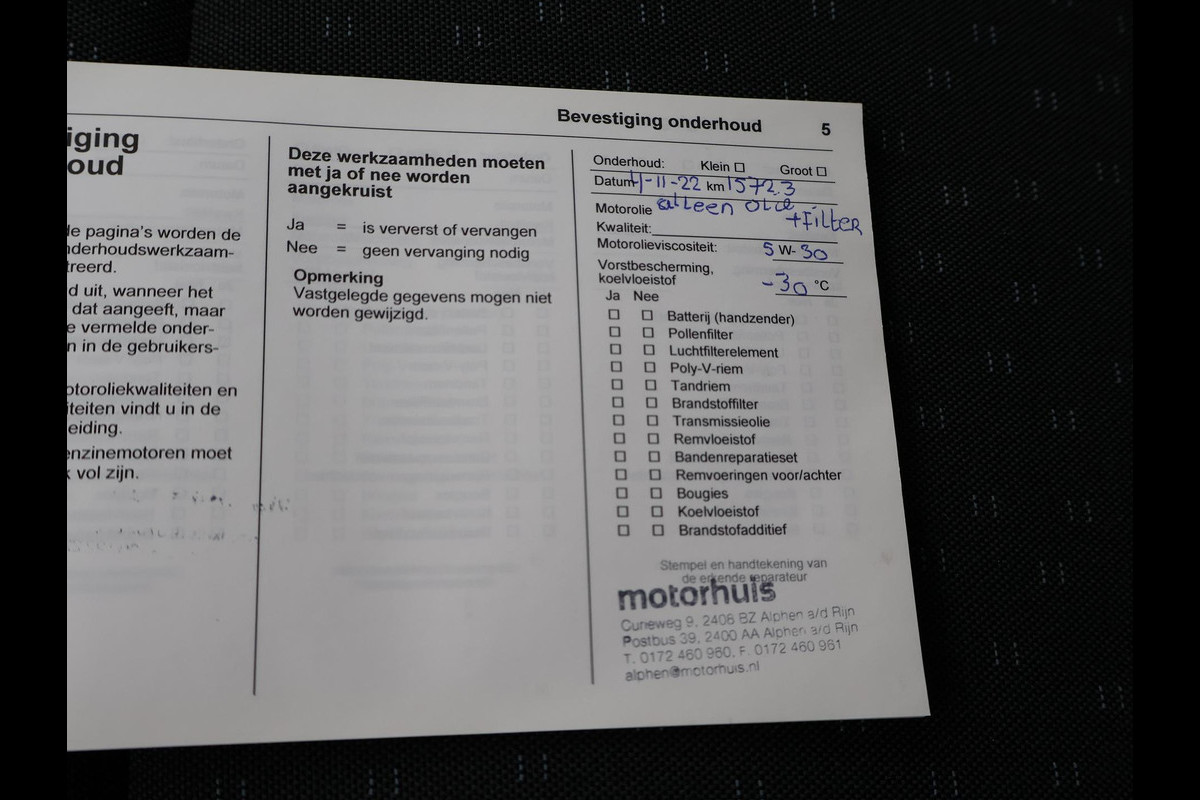 Bevestiging onderhoud 5
iging
oud
de pagina's worden de
nderhoudswerkzaam-
treerd.
d uit, wanneer het
dat aangeeft, maar
e vermelde onder-
n in de gebruikers-
otoroliekwaliteiten en
iteiten vindt u in de
eiding.
enzinemotoren moet
k vol zijn.
Deze werkzaamheden moeten
met ja of nee worden
aangekruist
Ja = is ververst of vervangen
Nee = geen vervanging nodig
Opmerking
Vastgelegde gegevens mogen niet
worden gewijzigd.
Onderhoud: Klein ☐ Groot ☐
Datum -11-22 km 15723
Motorolie alleen olie
+Filter
Kwaliteit:
Motorolieviscositeit: 5 W-30
Vorstbescherming,
koelvloeistof -30 °C
Ja Nee
☐ ☐ Batterij (handzender)
☐ ☐ Pollenfilter
☐ ☐ Luchtfilterelement
☐ ☐ Poly-V-riem
☐ ☐ Tandriem
☐ ☐ Brandstoffilter
☐ ☐ Transmissieolie
☐ ☐ Remvloeistof
☐ ☐ Bandenreparatieset
☐ ☐ Remvoeringen voor/achter
☐ ☐ Bougies
☐ ☐ Koelvloeistof
☐ ☐ Brandstofadditief
Stempel en handtekening van
de erkende reparateur
motorhuis
Curieweg 9, 2408 BZ Alphen a/d Rijn
Postbus 39, 2400 AA Alphen a/d Rijn
T. 0172 460 960, F. 0172 460 961
alphen@motorhuis.nl